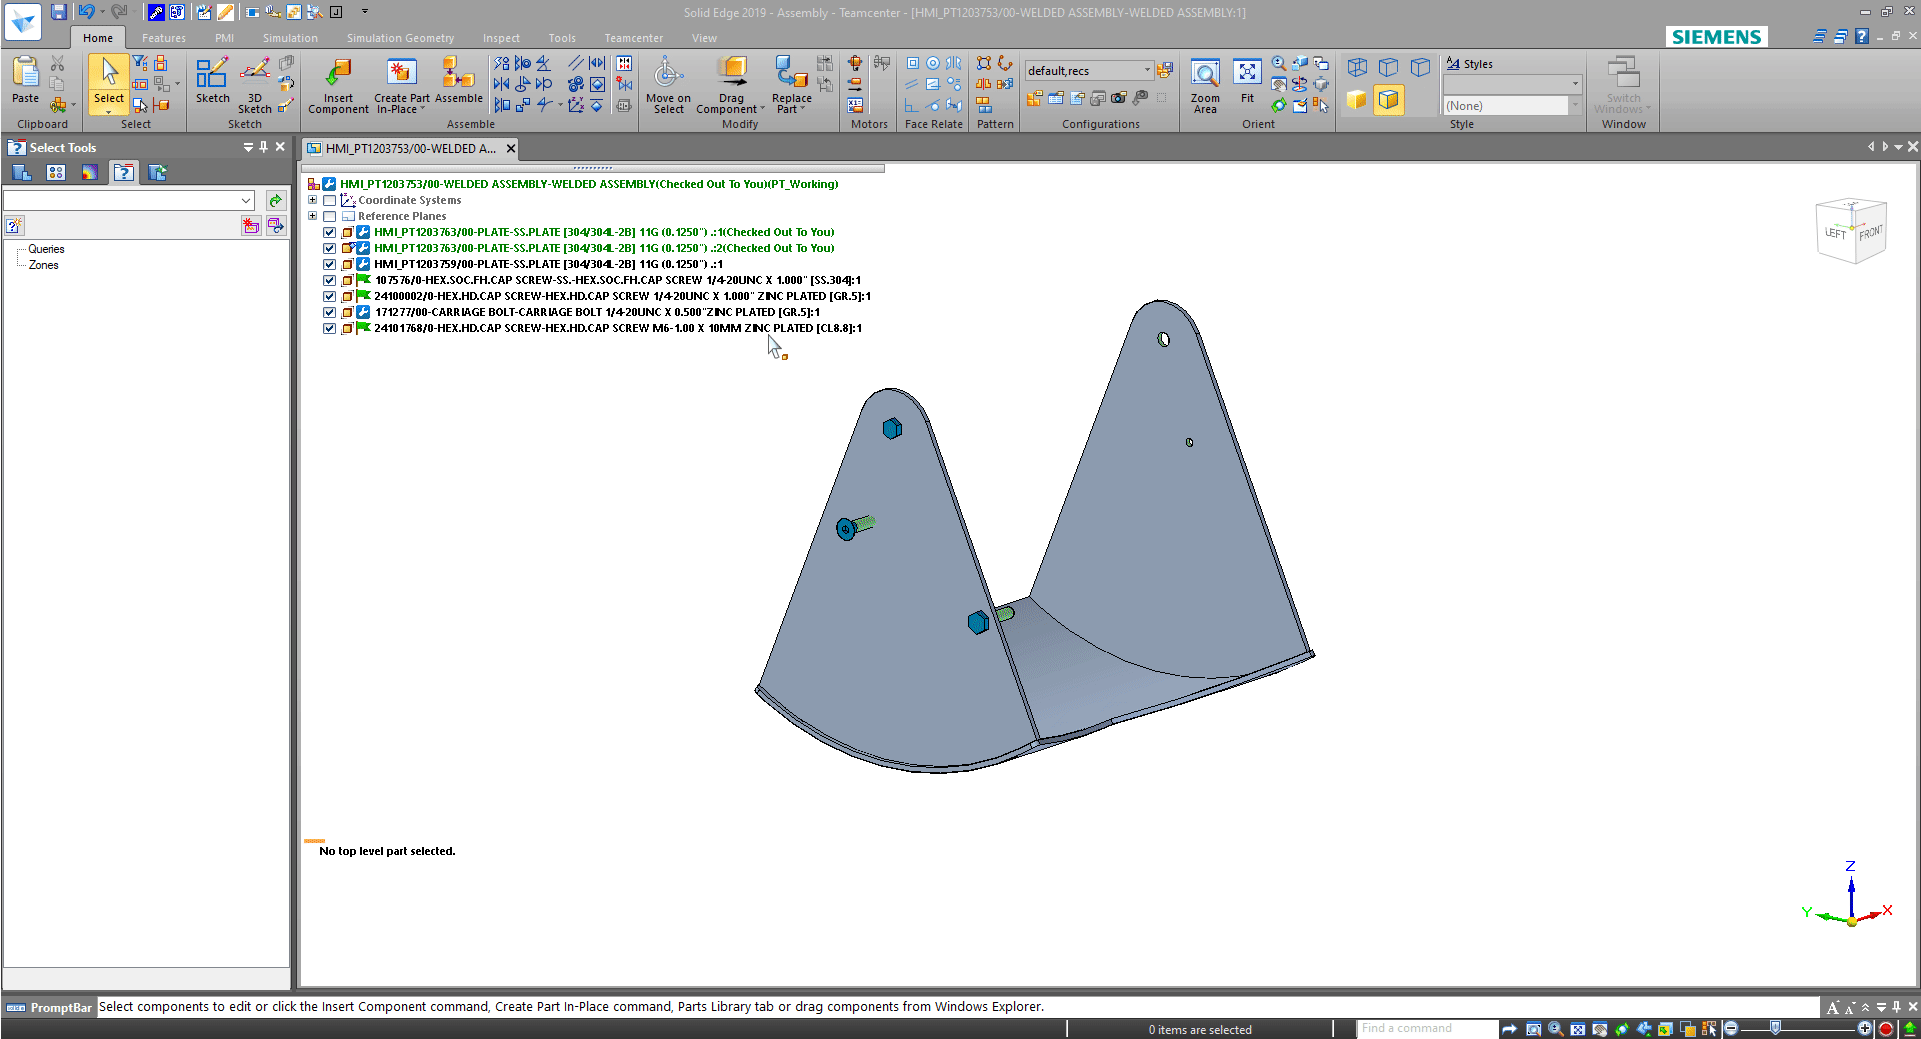 Solid Edge 2019 - Assembly - Teamcenter - [HMI_PT1203753/00-WELDED ASSEMBLY-WELDED ASSEMBLY:1]
Home Features PMI Simulation Simulation Geometry Inspect Tools Teamcenter View
SIEMENS
Paste
Select
Sketch
3D Sketch
Insert Component
Create Part In-Place
Assemble
Move on Select
Drag Component
Replace Part
default,recs
Zoom Area
Fit
Styles
(None)
Switch Windows
Clipboard Select Sketch Assemble Modify Motors Face Relate Pattern Configurations Orient Style Window
Select Tools
HMI_PT1203753/00-WELDED A...
Queries
Zones
HMI_PT1203753/00-WELDED ASSEMBLY-WELDED ASSEMBLY(Checked Out To You)(PT_Working)
Coordinate Systems
Reference Planes
HMI_PT1203763/00-PLATE-SS.PLATE [304/304L-2B] 11G (0.1250") .:1(Checked Out To You)
HMI_PT1203763/00-PLATE-SS.PLATE [304/304L-2B] 11G (0.1250") .:2(Checked Out To You)
HMI_PT1203759/00-PLATE-SS.PLATE [304/304L-2B] 11G (0.1250") .:1
107576/0-HEX.SOC.FH.CAP SCREW-SS.-HEX.SOC.FH.CAP SCREW 1/4-20UNC X 1.000" [SS.304]:1
24100002/0-HEX.HD.CAP SCREW-HEX.HD.CAP SCREW 1/4-20UNC X 1.000" ZINC PLATED [GR.5]:1
171277/00-CARRIAGE BOLT-CARRIAGE BOLT 1/4-20UNC X 0.500"ZINC PLATED [GR.5]:1
24101768/0-HEX.HD.CAP SCREW-HEX.HD.CAP SCREW M6-1.00 X 10MM ZINC PLATED [CL8.8]:1
LEFT
FRONT
No top level part selected.
Z
Y
X
PromptBar
Select components to edit or click the Insert Component command, Create Part In-Place command, Parts Library tab or drag components from Windows Explorer.
0 items are selected
Find a command